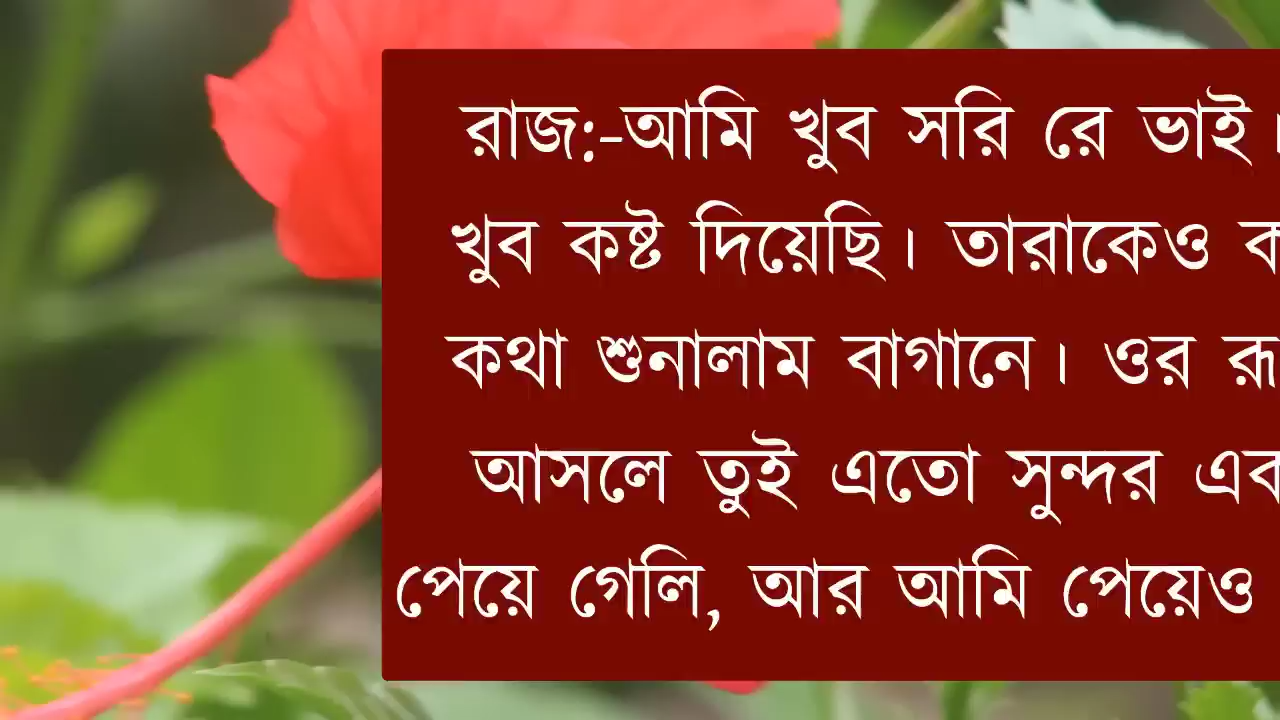 রাজ:-আমি খুব সরি রে ভাই।
খুব কষ্ট দিয়েছি। তারাকেও
কথা শুনালাম বাগানে। ওর
আসলে তুই এতো সুন্দর
পেয়ে গেলি, আর আমি পেয়েও